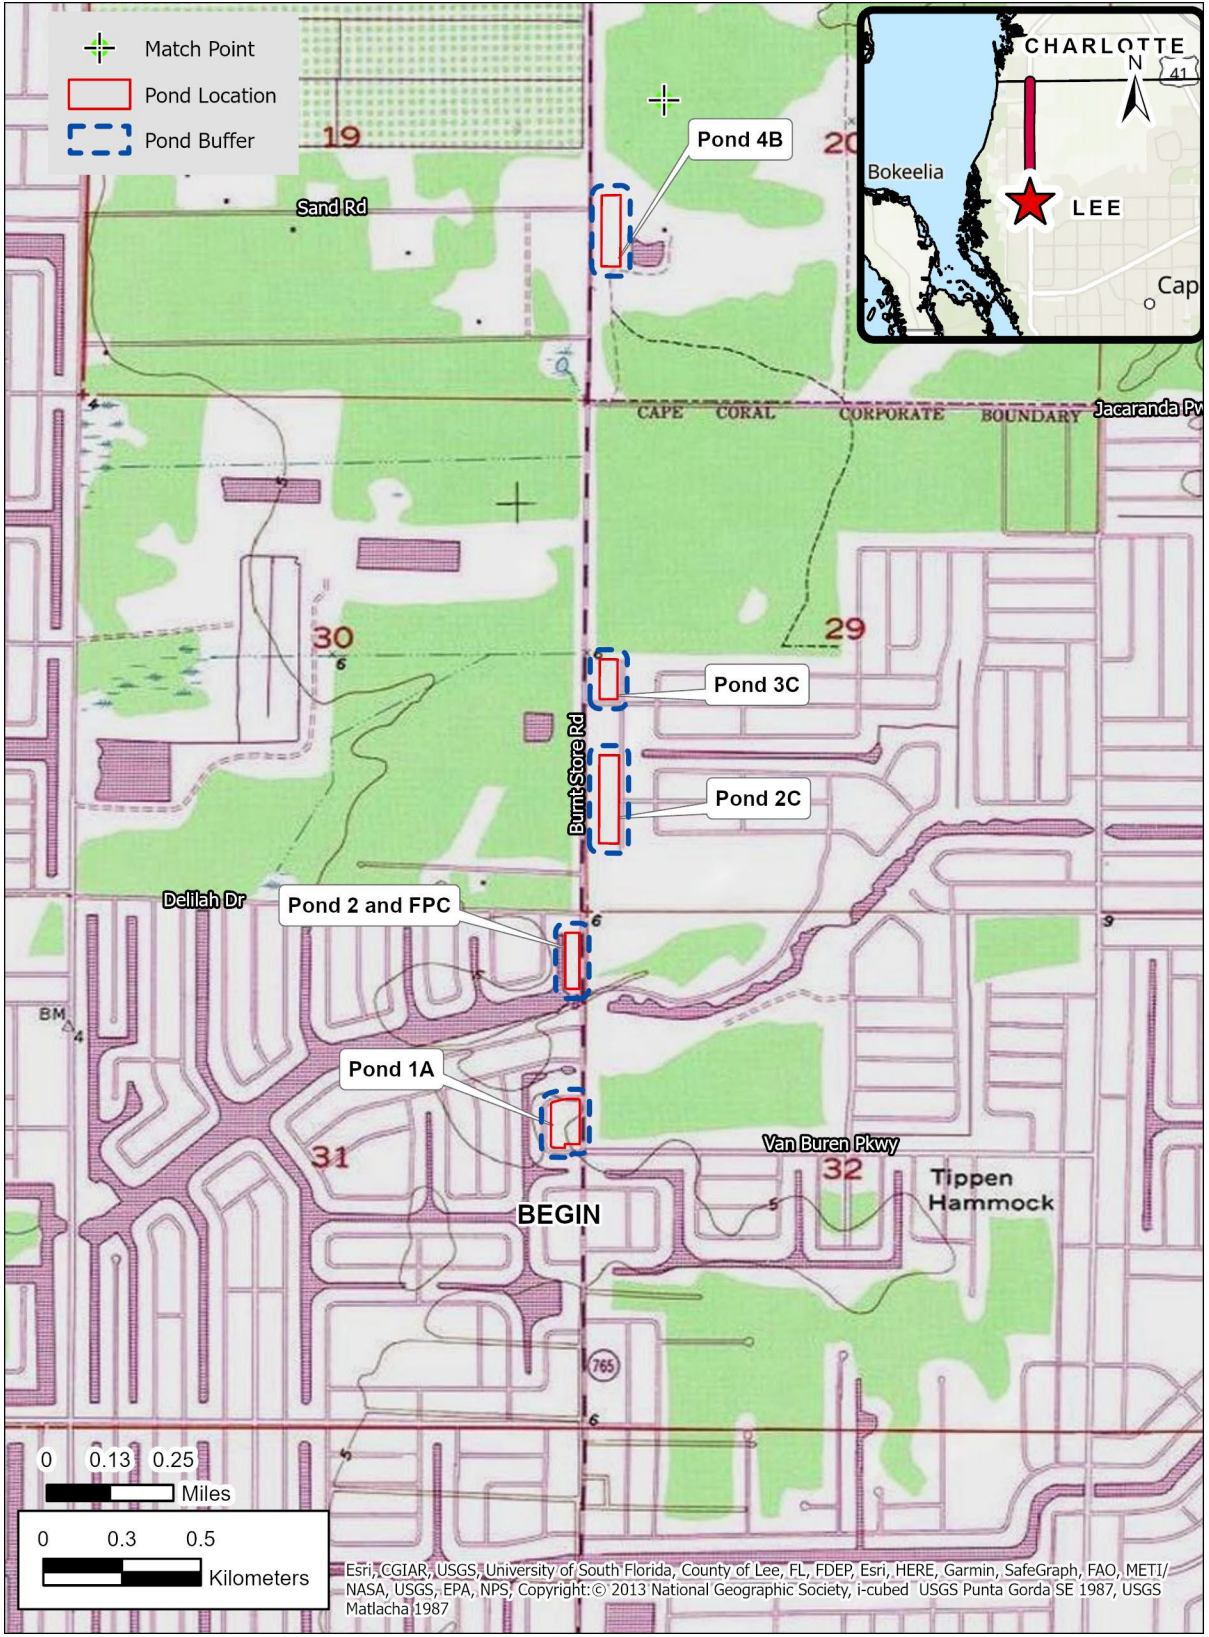 Match Point
Pond Location
Pond Buffer
CHARLOTTE
N
41
Bokeelia
LEE
Cap
19
20
Pond 4B
Sand Rd
4
CAPE CORAL CORPORATE BOUNDARY
Jacaranda Pw
5
30
6
29
6
Pond 3C
Burnt Store Rd
Pond 2C
Delilah Dr
Pond 2 and FPC
6
9
5
BM
4
Pond 1A
31
Van Buren Pkwy
32
Tippen
Hammock
BEGIN
5
765
6
5
0 0.13 0.25
Miles
0 0.3 0.5
Kilometers
Esri, CGIAR, USGS, University of South Florida, County of Lee, FL, FDEP, Esri, HERE, Garmin, SafeGraph, FAO, METI/
NASA, USGS, EPA, NPS, Copyright:© 2013 National Geographic Society, i-cubed USGS Punta Gorda SE 1987, USGS
Matlacha 1987